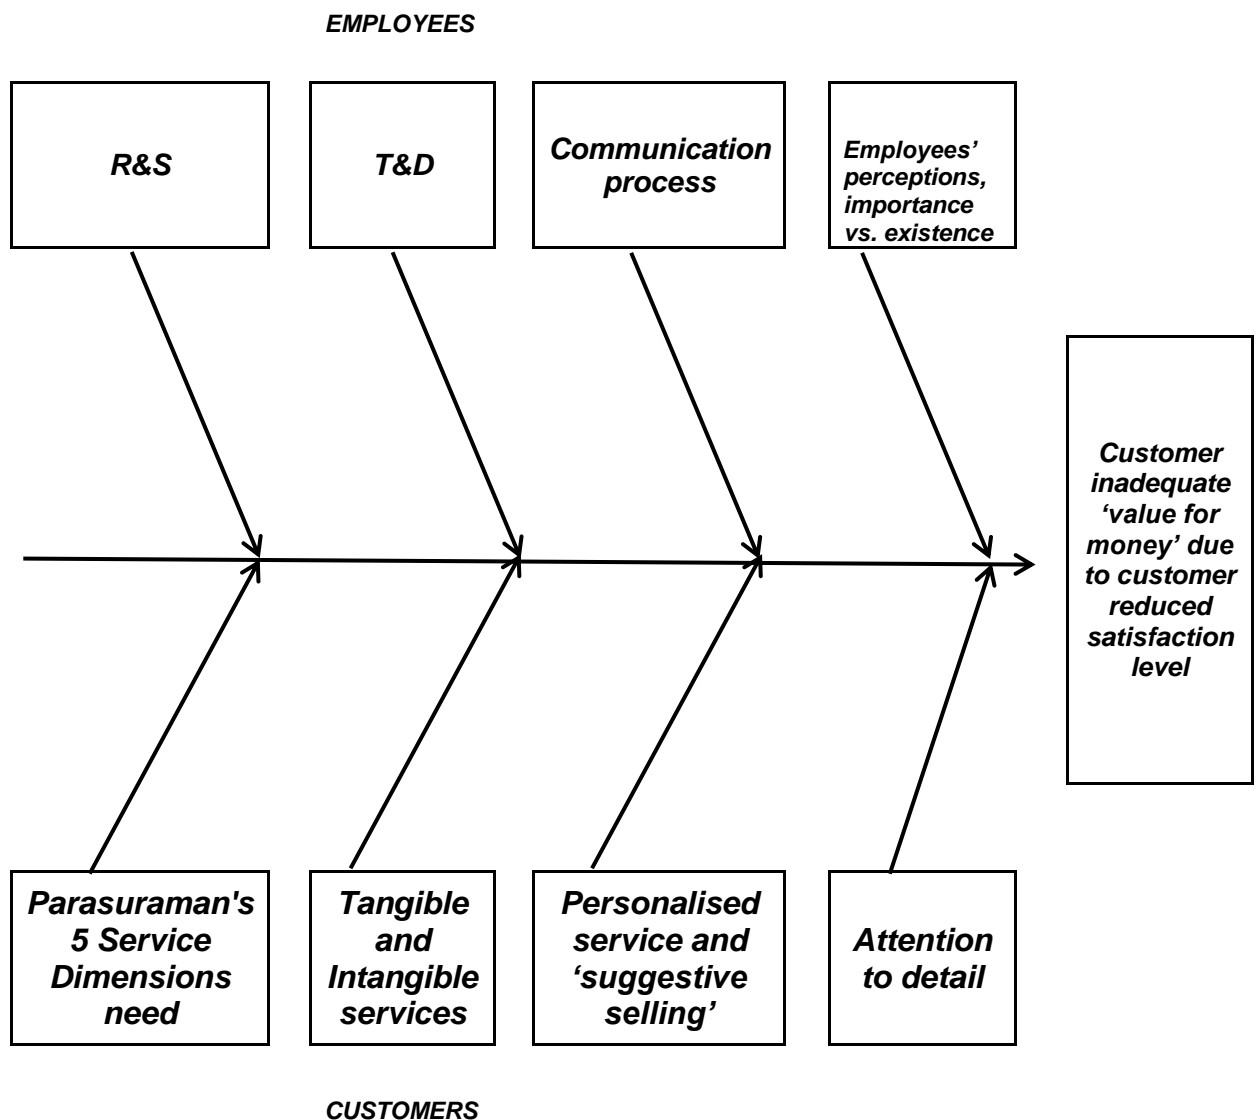 EMPLOYEES
R&S
T&D
Communication
process
Employees’
perceptions,
importance
vs. existence
Customer
inadequate
‘value for
money’ due
to customer
reduced
satisfaction
level
Parasuraman's
5 Service
Dimensions
need
Tangible
and
Intangible
services
Personalised
service and
‘suggestive
selling’
Attention
to detail
CUSTOMERS